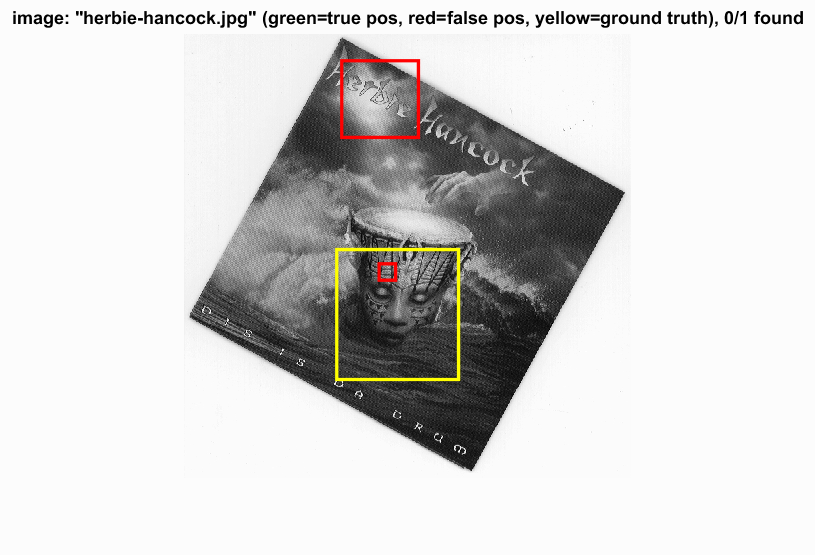 image: "herbie-hancock.jpg" (green=true pos, red=false pos, yellow=ground truth), 0/1 found
Herbie Hancock
DIS IS DA DRUM